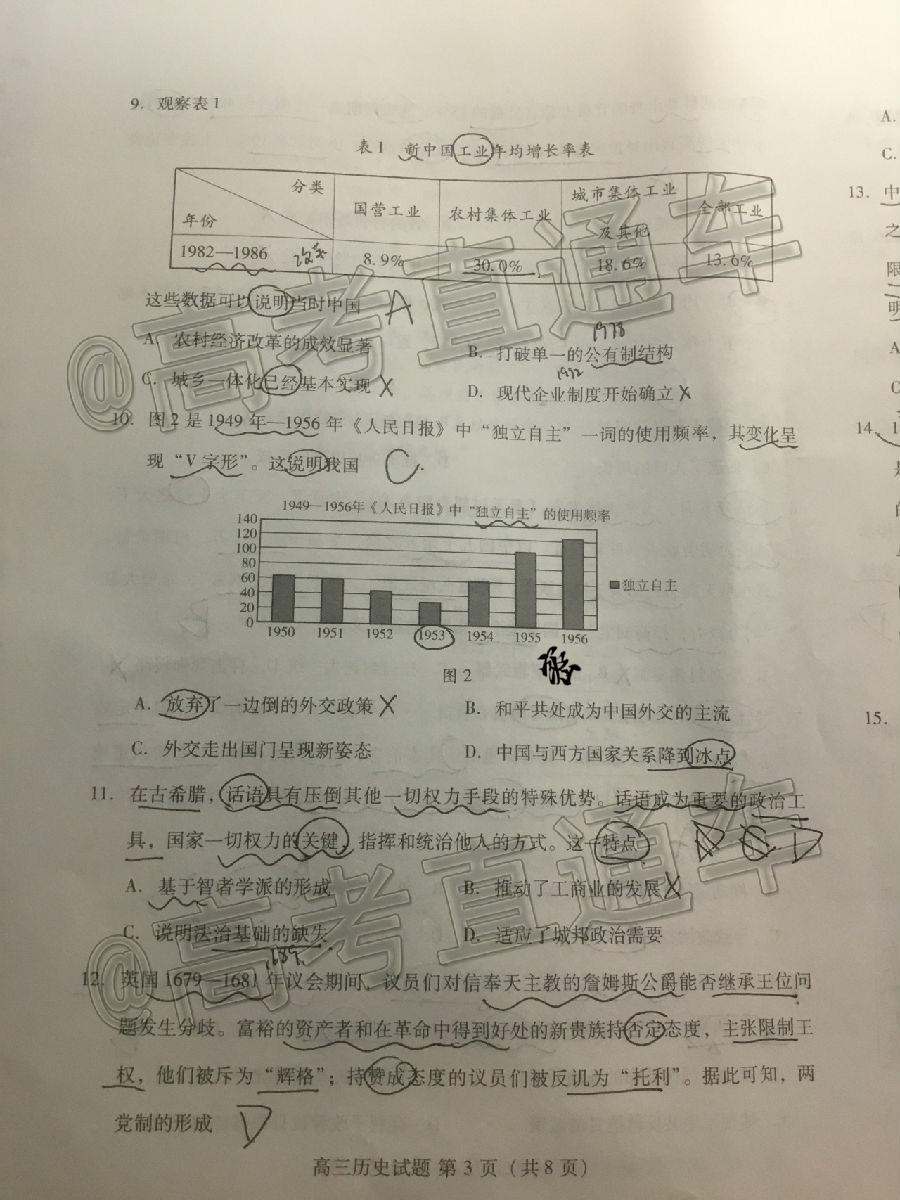 9. 观察表1
表1 新中国工业年均增长率表
分类
年份
国营工业
农村集体工业
城市集体工业
及其他
全部工业
1982—1986 改革 8.9% 30.0% 18.6% 13.6%
这些数据可以说明当时中国 A
1978
A. 农村经济改革的成效显著 B. 打破单一的公有制结构
C. 城乡一体化已经基本实现 D. 现代企业制度开始确立
10. 图2是1949年—1956年《人民日报》中“独立自主”一词的使用频率，其变化呈
现“V字形”。这说明我国 C
1949—1956年《人民日报》中“独立自主”的使用频率
140
120
100
80
60
40
20
0
1950 1951 1952 1953 1954 1955 1956
独立自主
图2
A. 放弃了一边倒的外交政策 B. 和平共处成为中国外交的主流
C. 外交走出国门呈现新姿态 D. 中国与西方国家关系降到冰点
11. 在古希腊，话语具有压倒其他一切权力手段的特殊优势。话语成为重要的政治工
具，国家一切权力的关键，指挥和统治他人的方式。这一特点 D
A. 基于智者学派的形成 B. 推动了工商业的发展
C. 说明法治基础的缺失 D. 适应了城邦政治需要
1689
12. 英国1679—1681年议会期间，议员们对信奉天主教的詹姆斯公爵能否继承王位问
题发生分歧。富裕的资产者和在革命中得到好处的新贵族持否定态度，主张限制王
权，他们被斥为“辉格”；持赞成态度的议员们被反讥为“托利”。据此可知，两
党制的形成 D
高三历史试题 第3页（共8页）
A.
C.
13. 中
之
限
明
A
C
14. 1
15.
@高考直通车
@高考直通车